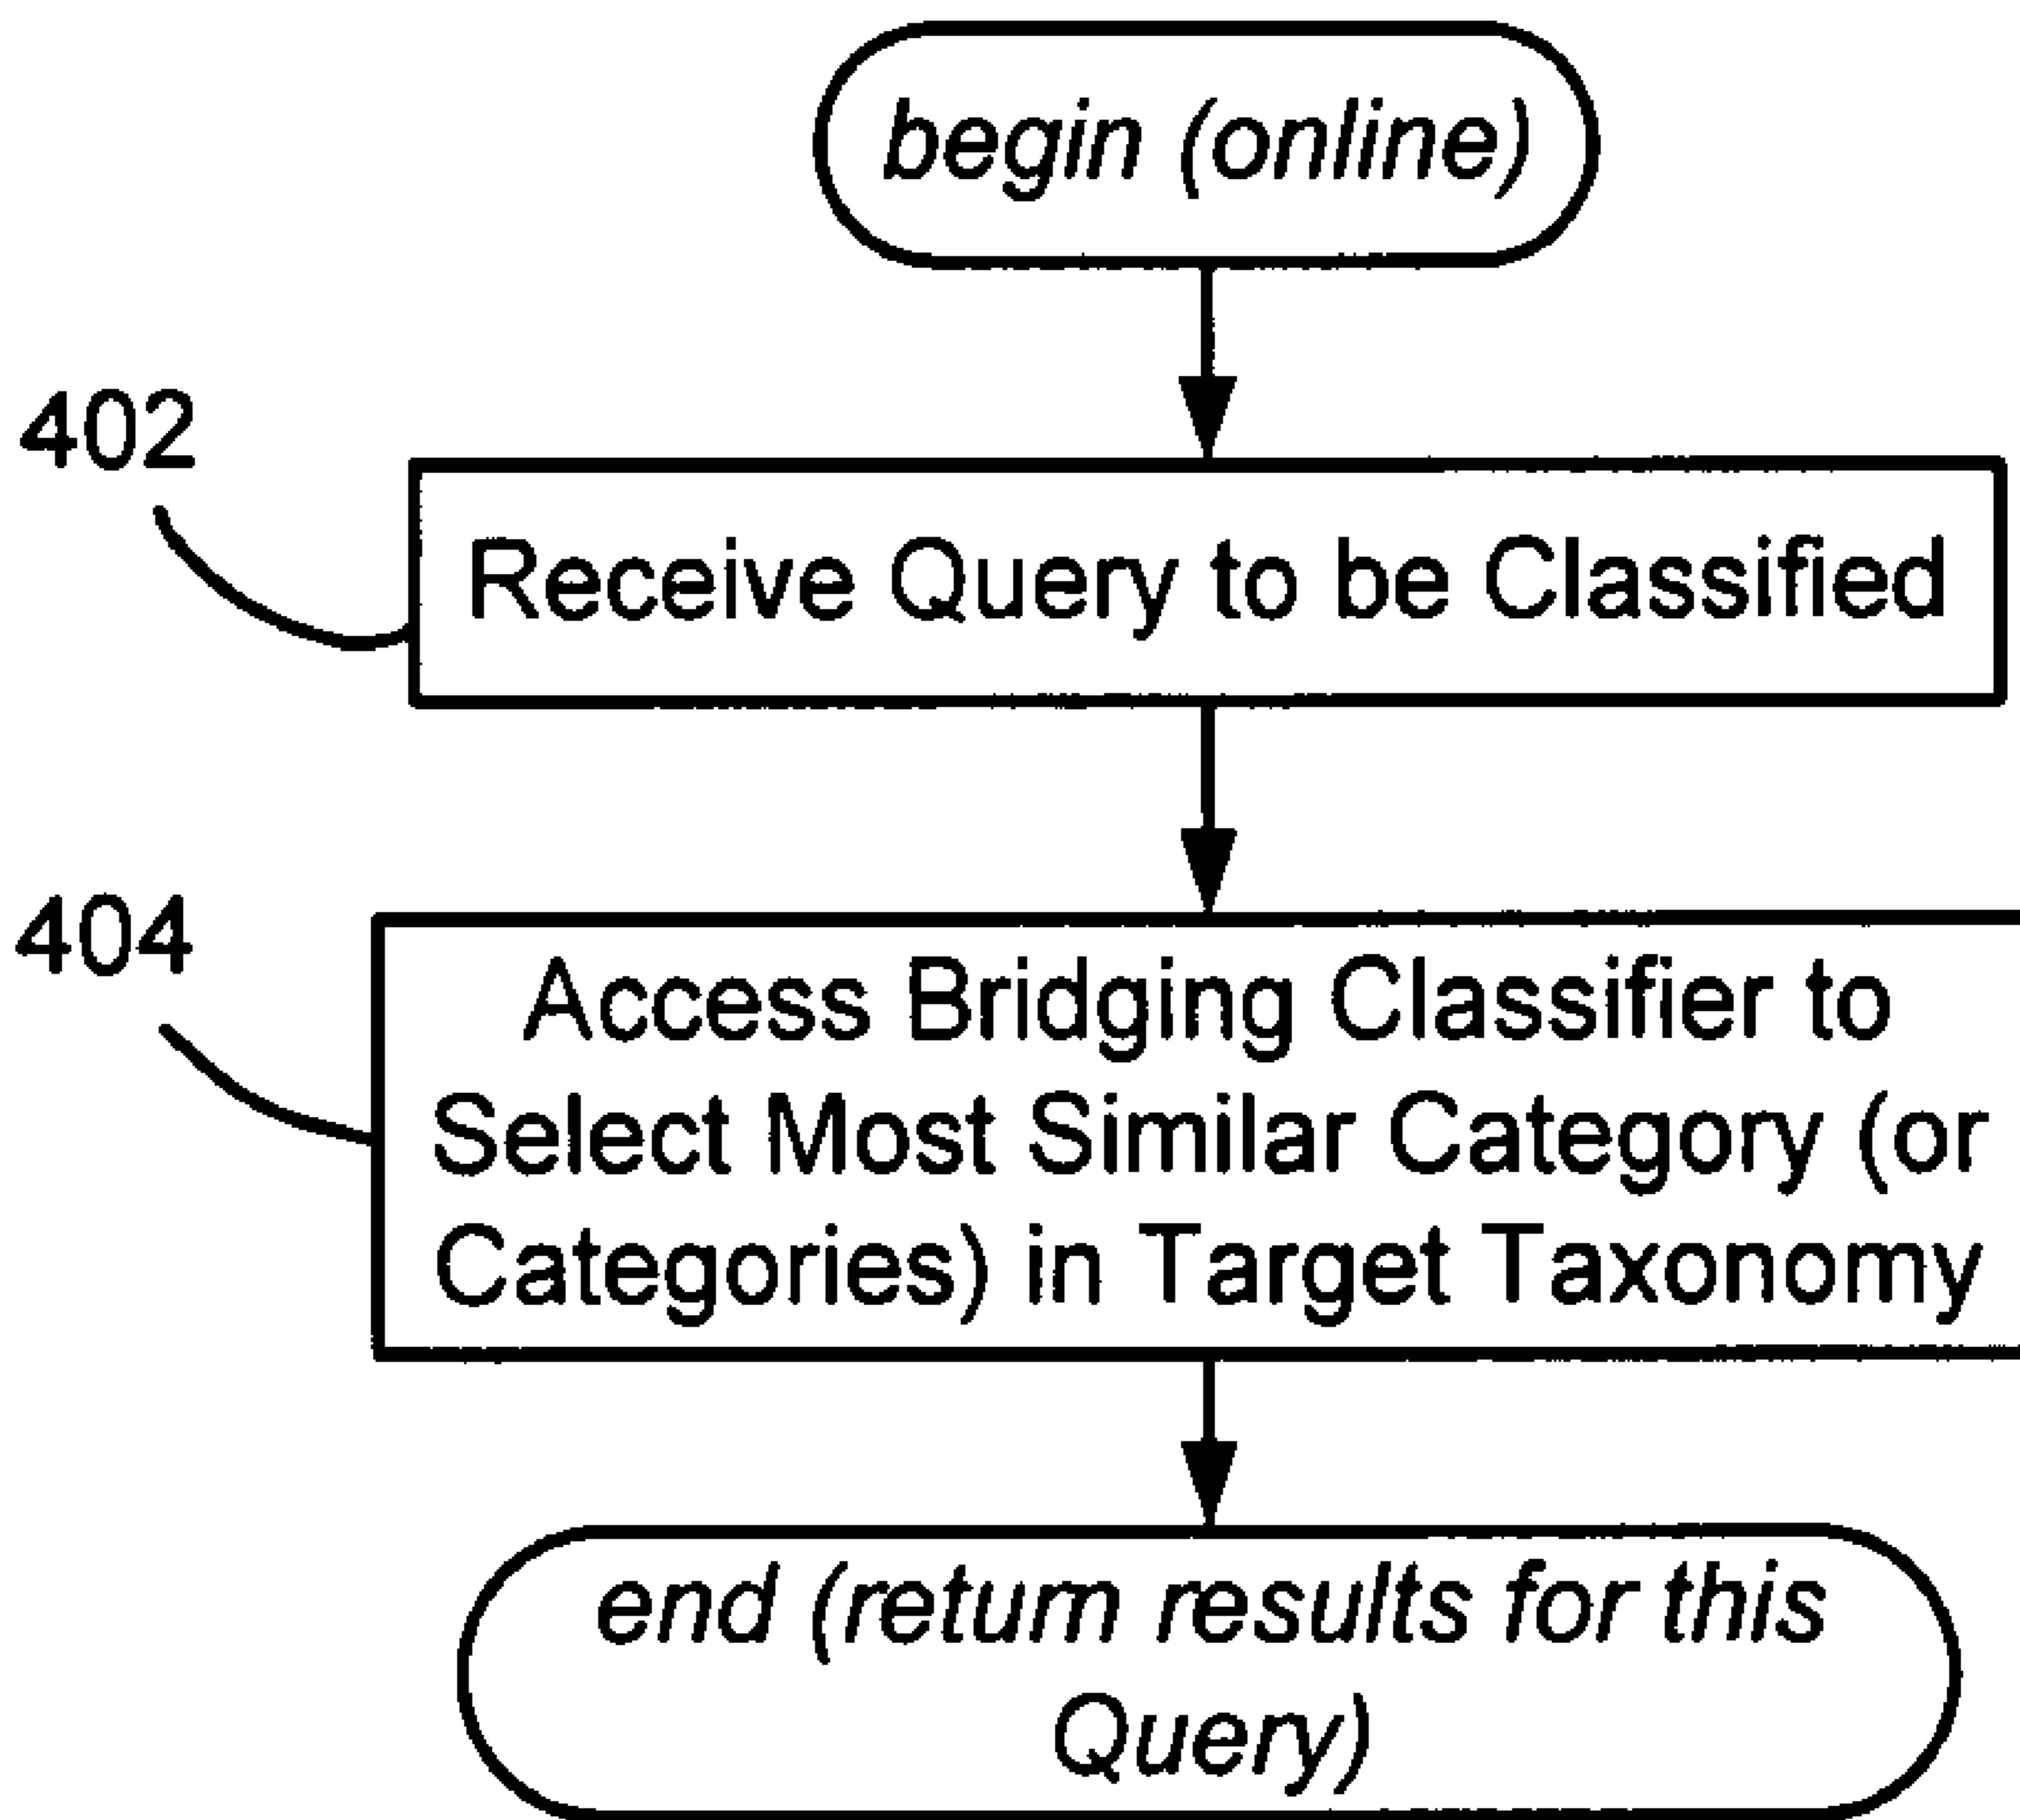 begin (online)
402
Receive Query to be Classified
404
Access Bridging Classifier to
Select Most Similar Category (or
Categories) in Target Taxonomy
end (return results for this
Query)